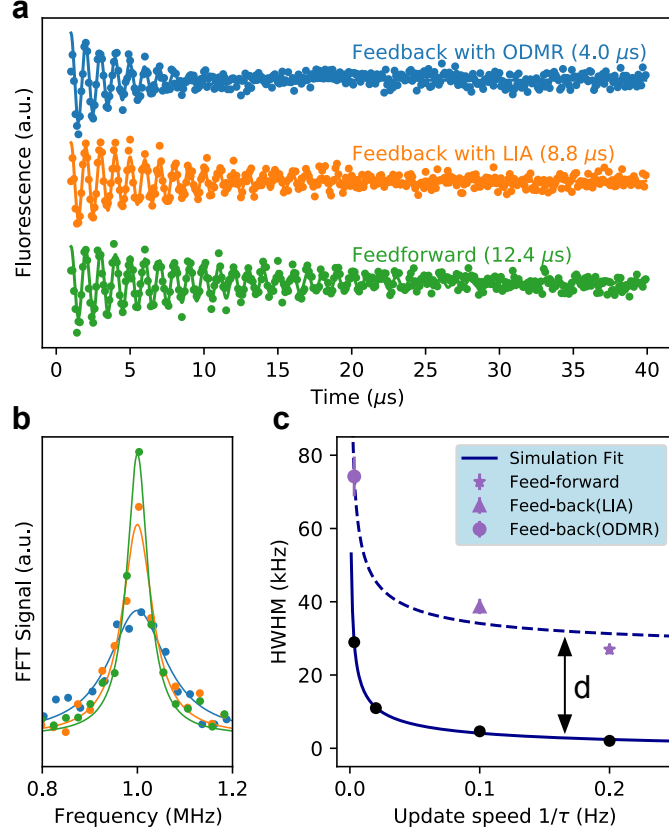 a
Feedback with ODMR (4.0 μs)
Feedback with LIA (8.8 μs)
Feedforward (12.4 μs)
Fluorescence (a.u.)
0 5 10 15 20 25 30 35 40
Time (μs)
b
FFT Signal (a.u.)
0.8 1.0 1.2
Frequency (MHz)
c
Simulation Fit
Feed-forward
Feed-back(LIA)
Feed-back(ODMR)
HWHM (kHz)
80
60
40
20
0
d
0.0 0.1 0.2
Update speed 1/τ (Hz)